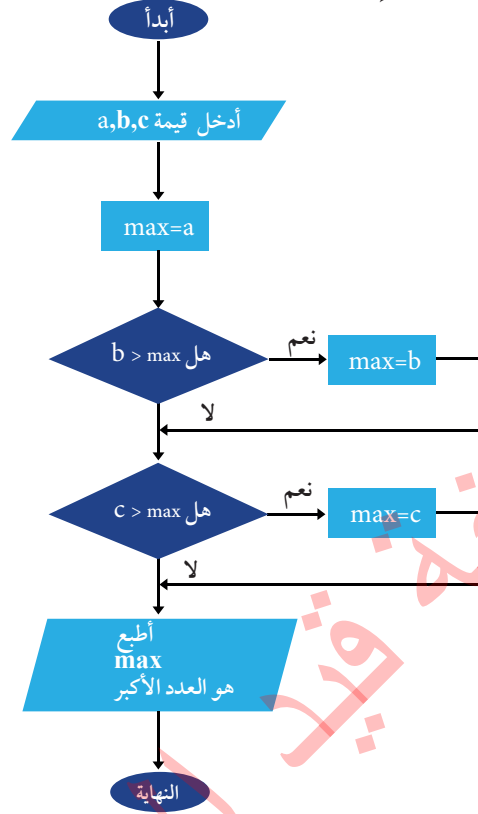 أبدأ
أدخل قيمة a,b,c
max=a
هل b > max
نعم
max=b
لا
هل c > max
نعم
max=c
لا
أطبع
max
هو العدد الأكبر
النهاية